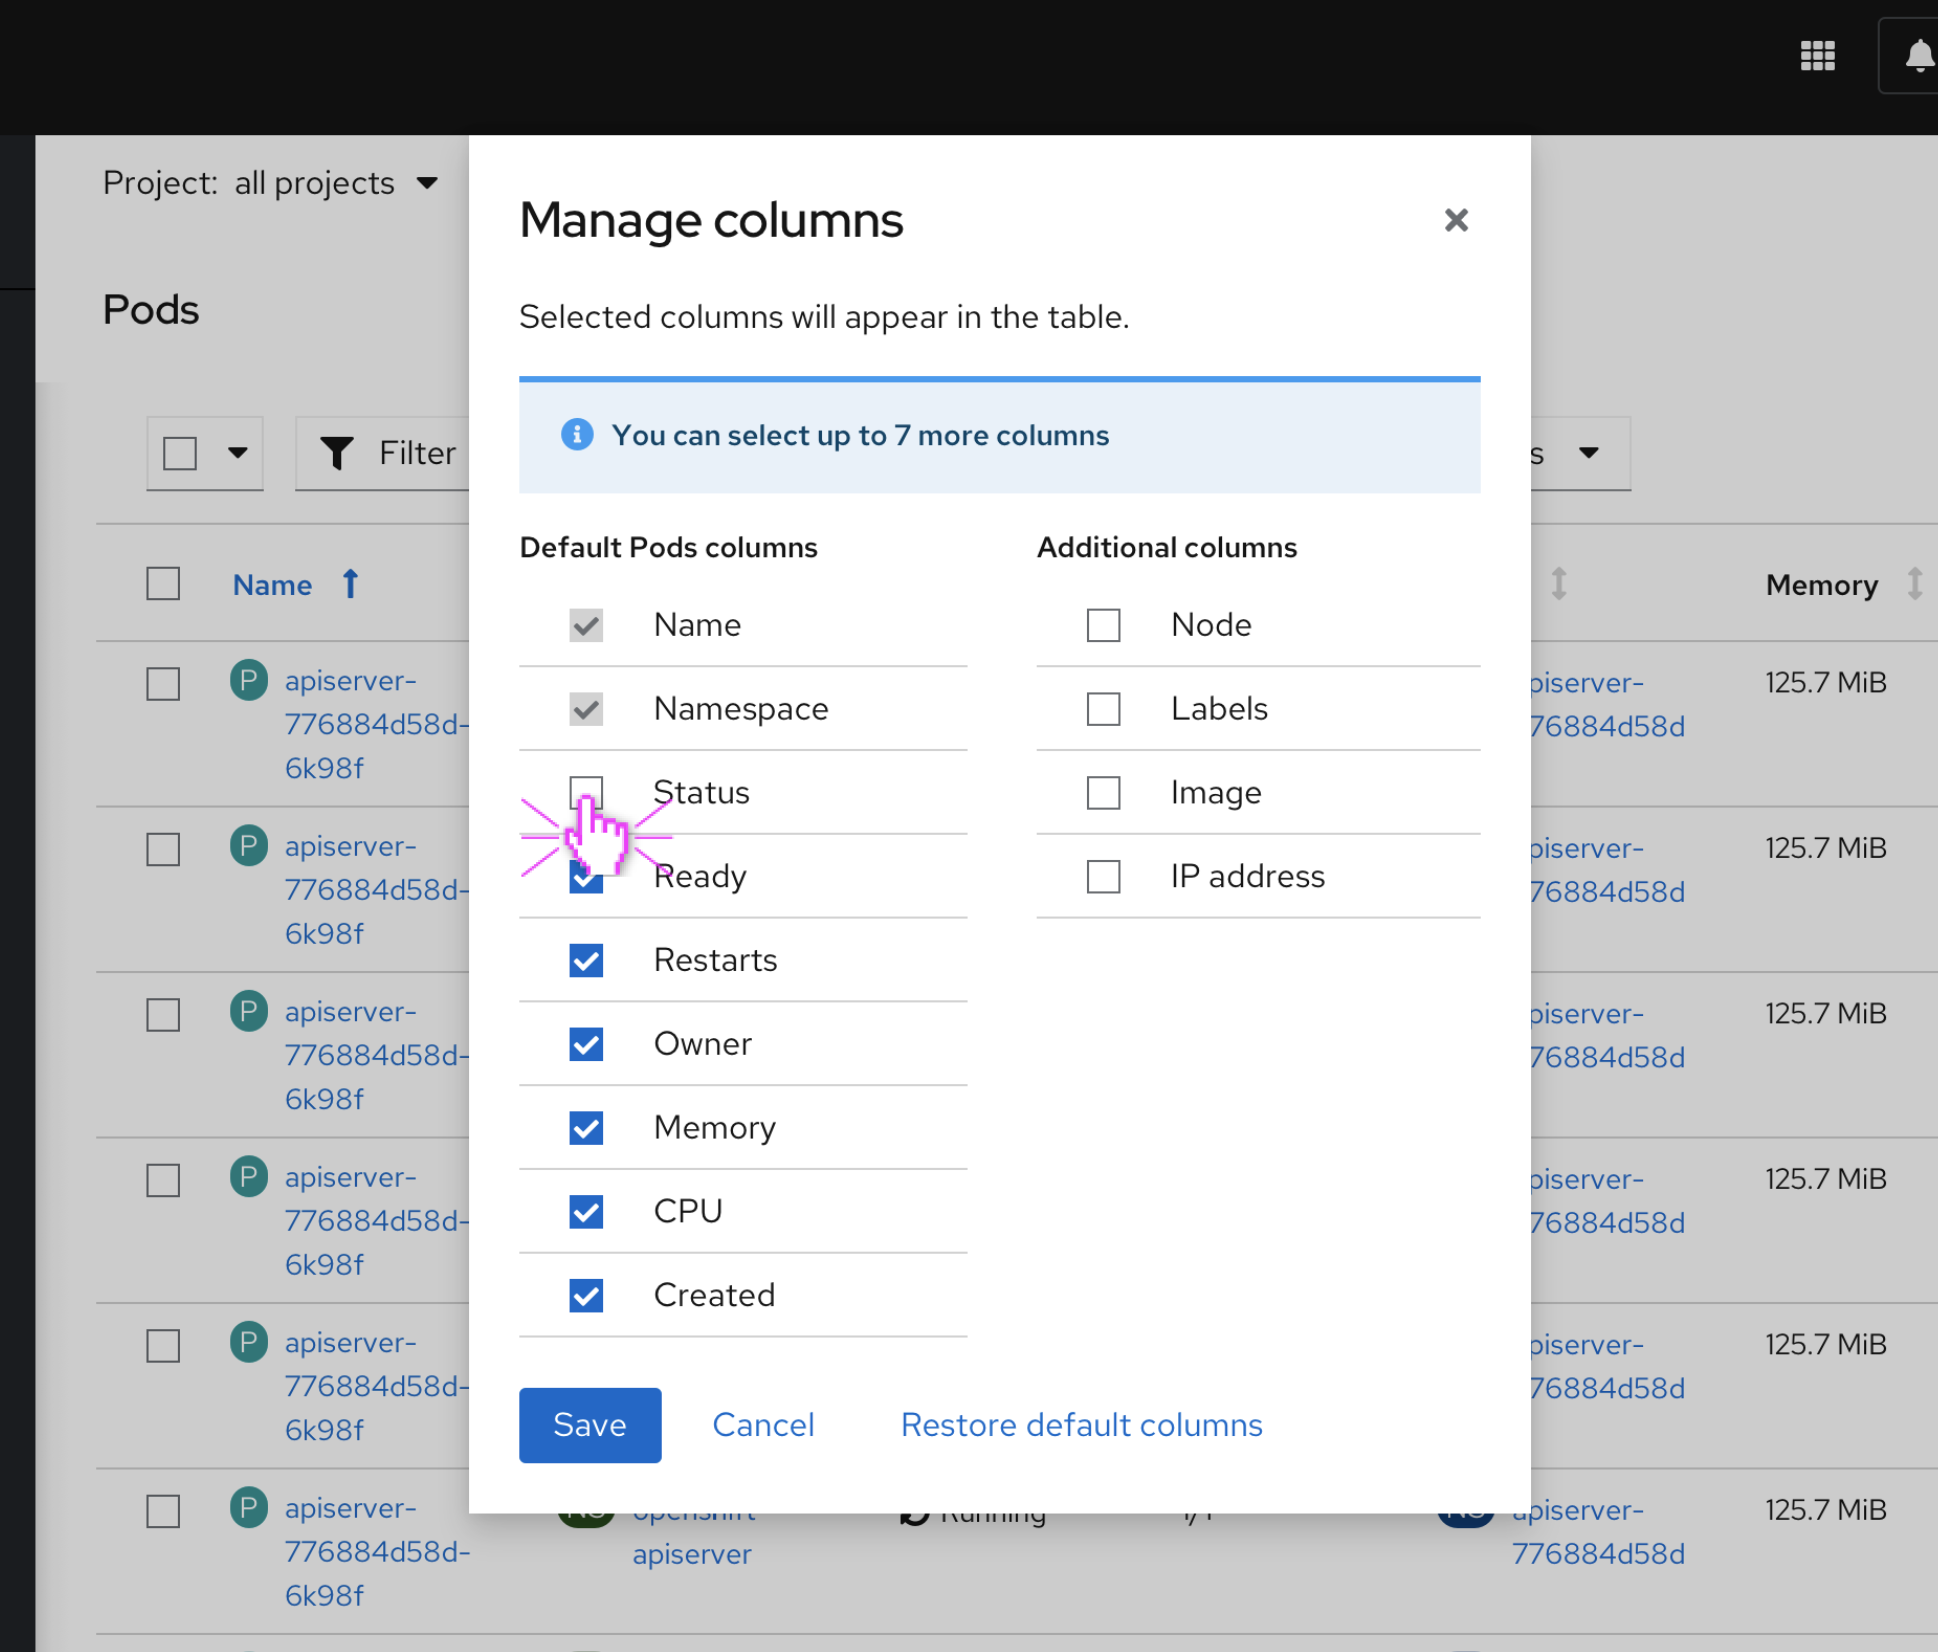 Project: all projects
Manage columns
Selected columns will appear in the table.
Pods
You can select up to 7 more columns
Filter
s
Default Pods columns
Additional columns
Name
Memory
Name
Node
Namespace
Labels
Status
Image
Ready
IP address
Restarts
Owner
Memory
CPU
Created
Save
Cancel
Restore default columns
P
apiserver-
776884d58d-
6k98f
piserver-
76884d58d
125.7 MiB
P
apiserver-
776884d58d-
6k98f
piserver-
76884d58d
125.7 MiB
P
apiserver-
776884d58d-
6k98f
piserver-
76884d58d
125.7 MiB
P
apiserver-
776884d58d-
6k98f
piserver-
76884d58d
125.7 MiB
P
apiserver-
776884d58d-
6k98f
piserver-
76884d58d
125.7 MiB
P
apiserver-
776884d58d-
6k98f
openshift
apiserver
Running
1/1
apiserver-
776884d58d
125.7 MiB